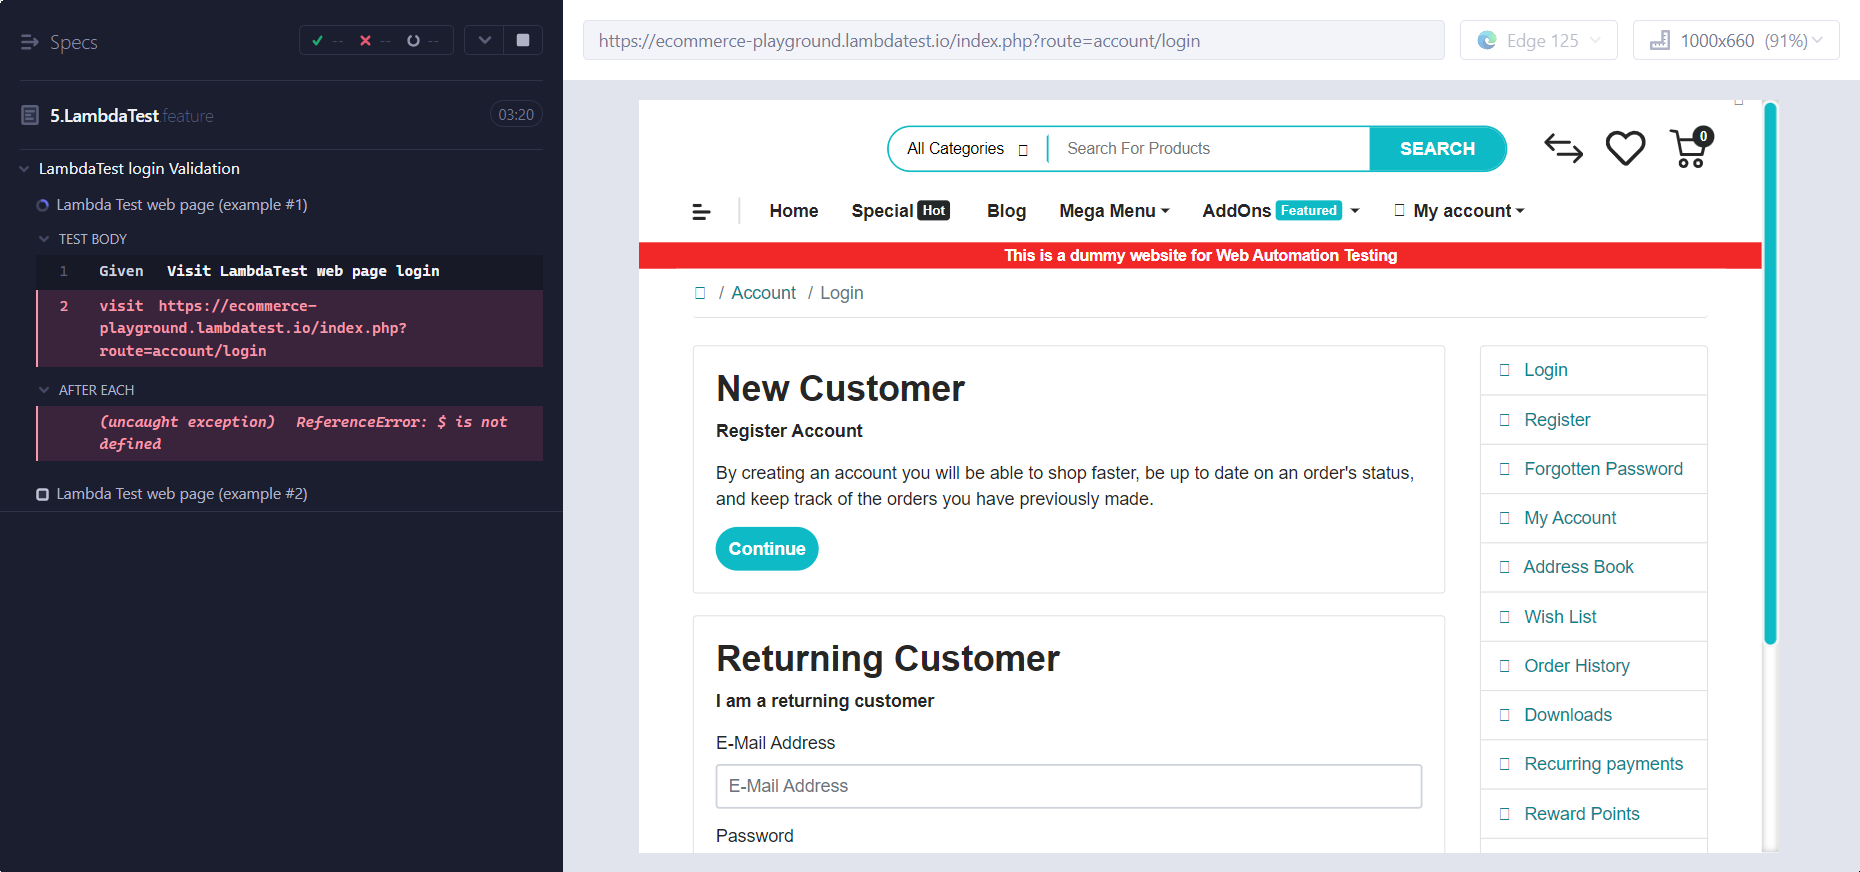 Specs
-- -- --
5.LambdaTest.feature
03:20
LambdaTest login Validation
Lambda Test web page (example #1)
TEST BODY
1 Given Visit LambdaTest web page login
2 visit https://ecommerce-
playground.lambdatest.io/index.php?
route=account/login
AFTER EACH
(uncaught exception) ReferenceError: $ is not
defined
Lambda Test web page (example #2)
https://ecommerce-playground.lambdatest.io/index.php?route=account/login
Edge 125
1000x660 (91%)
All Categories
Search For Products
SEARCH
0
Home
Special Hot
Blog
Mega Menu
AddOns Featured
My account
This is a dummy website for Web Automation Testing
/ Account / Login
New Customer
Register Account
By creating an account you will be able to shop faster, be up to date on an order's status,
and keep track of the orders you have previously made.
Continue
Returning Customer
I am a returning customer
E-Mail Address
E-Mail Address
Password
Login
Register
Forgotten Password
My Account
Address Book
Wish List
Order History
Downloads
Recurring payments
Reward Points